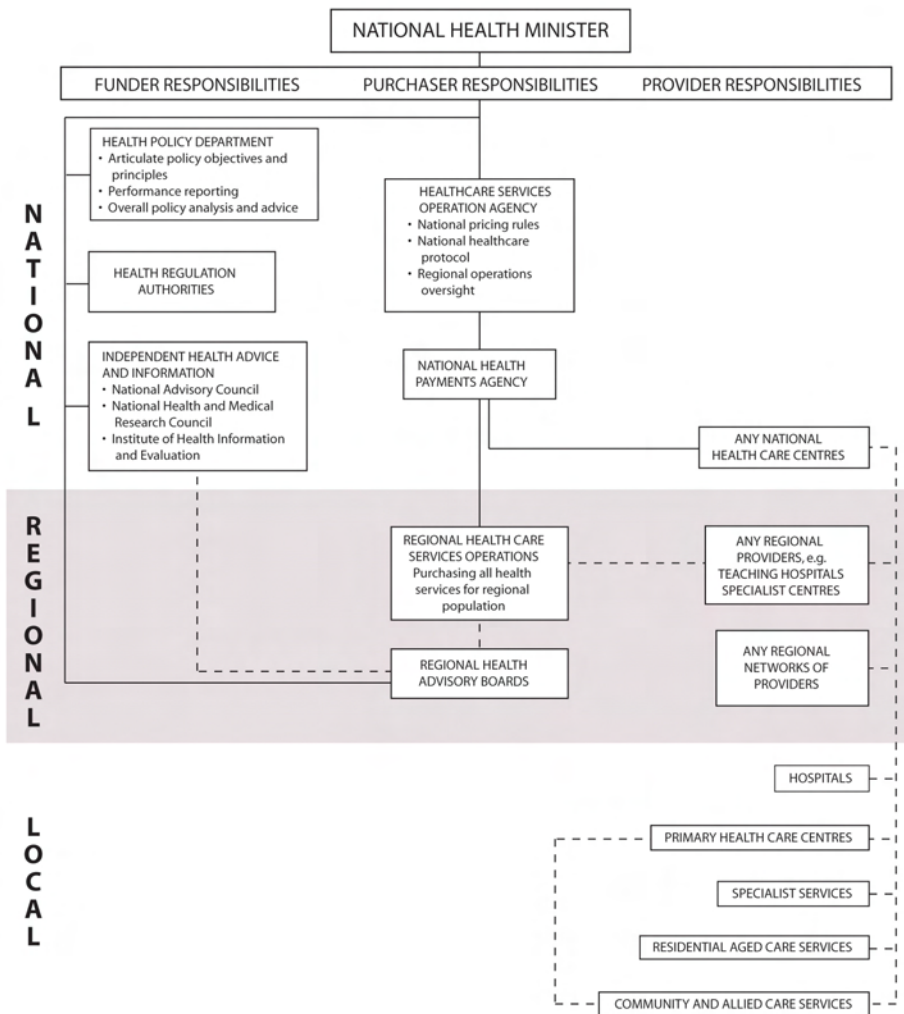 NATIONAL HEALTH MINISTER
FUNDER RESPONSIBILITIES PURCHASER RESPONSIBILITIES PROVIDER RESPONSIBILITIES
NATIONAL
HEALTH POLICY DEPARTMENT
• Articulate policy objectives and
principles
• Performance reporting
• Overall policy analysis and advice
HEALTHCARE SERVICES
OPERATION AGENCY
• National pricing rules
• National healthcare
protocol
• Regional operations
oversight
HEALTH REGULATION
AUTHORITIES
INDEPENDENT HEALTH ADVICE
AND INFORMATION
• National Advisory Council
• National Health and Medical
Research Council
• Institute of Health Information
and Evaluation
NATIONAL HEALTH
PAYMENTS AGENCY
ANY NATIONAL
HEALTH CARE CENTRES
REGIONAL
REGIONAL HEALTH CARE
SERVICES OPERATIONS
Purchasing all health
services for regional
population
ANY REGIONAL
PROVIDERS, e.g.
TEACHING HOSPITALS
SPECIALIST CENTRES
REGIONAL HEALTH
ADVISORY BOARDS
ANY REGIONAL
NETWORKS OF
PROVIDERS
LOCAL
HOSPITALS
PRIMARY HEALTH CARE CENTRES
SPECIALIST SERVICES
RESIDENTIAL AGED CARE SERVICES
COMMUNITY AND ALLIED CARE SERVICES